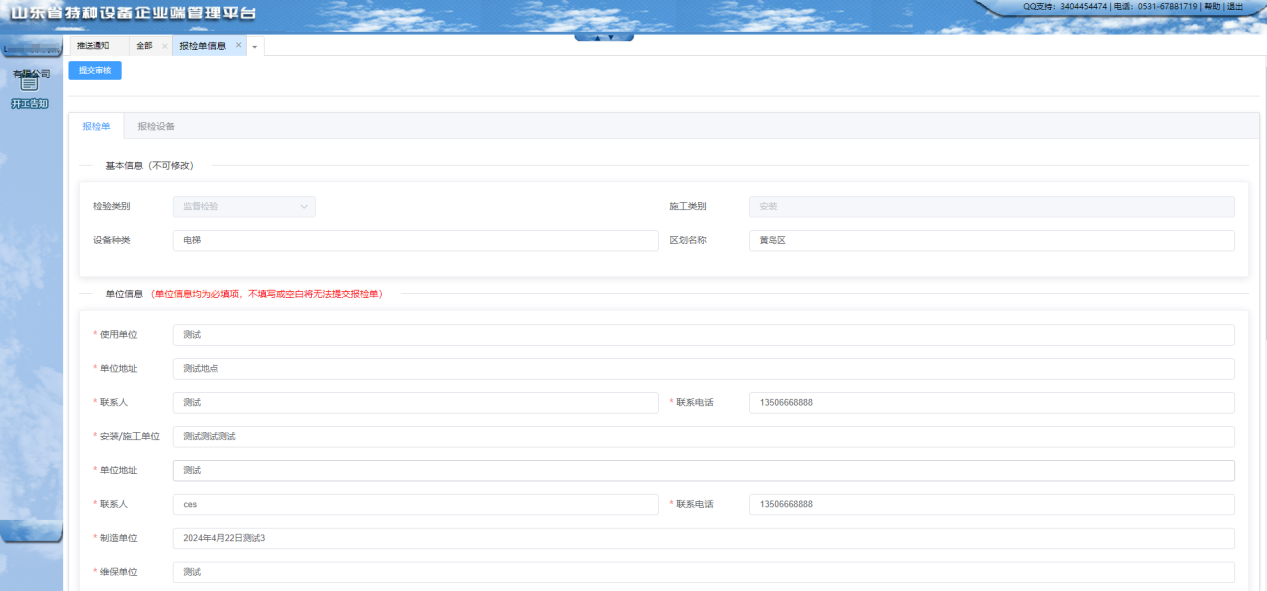 山东省特种设备企业端管理平台
QQ支持：3404454474 | 电话：0531-67881719 | 帮助 | 退出
推送通知 全部 × 报检单信息 ×
有限公司
提交审核
开工告知
报检单 报检设备
基本信息（不可修改）
检验类别 监督检验 施工类别 安装
设备种类 电梯 区划名称 黄岛区
单位信息 （单位信息均为必填项，不填写或空白将无法提交报检单）
* 使用单位 测试
* 单位地址 测试地点
* 联系人 测试 * 联系电话 13506668888
* 安装/施工单位 测试测试测试
* 单位地址 测试
* 联系人 ces * 联系电话 13506668888
* 制造单位 2024年4月22日测试3
* 维保单位 测试